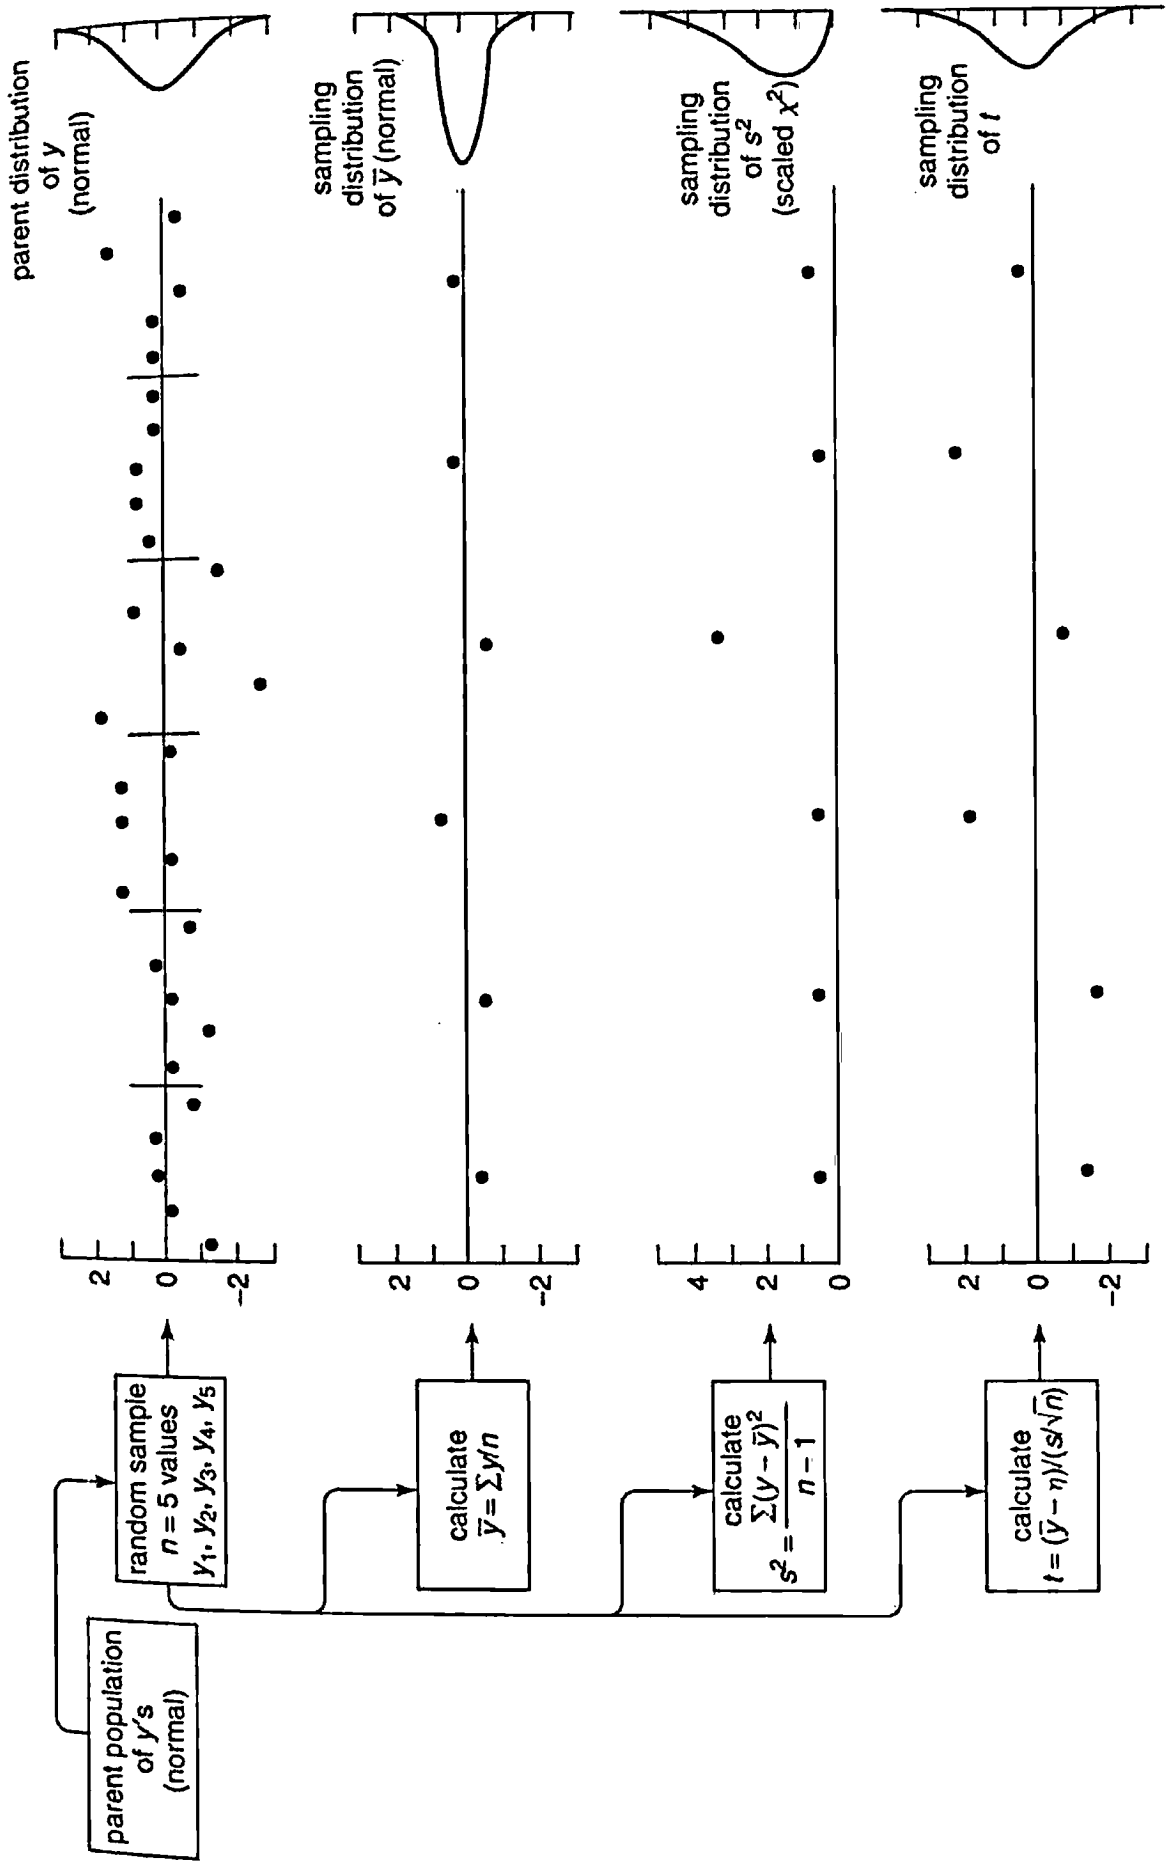 parent population
of y's
(normal)
random sample
n = 5 values
y₁, y₂, y₃, y₄, y₅
2
0
-2
parent distribution
of y
(normal)
calculate
y̅ = Σy/n
2
0
-2
sampling
distribution
of y̅ (normal)
calculate
s² = Σ(y − y̅)² / n − 1
4
2
0
sampling
distribution
of s²
(scaled χ²)
calculate
t = (y̅ − η)/(s/√n)
2
0
-2
sampling
distribution
of t